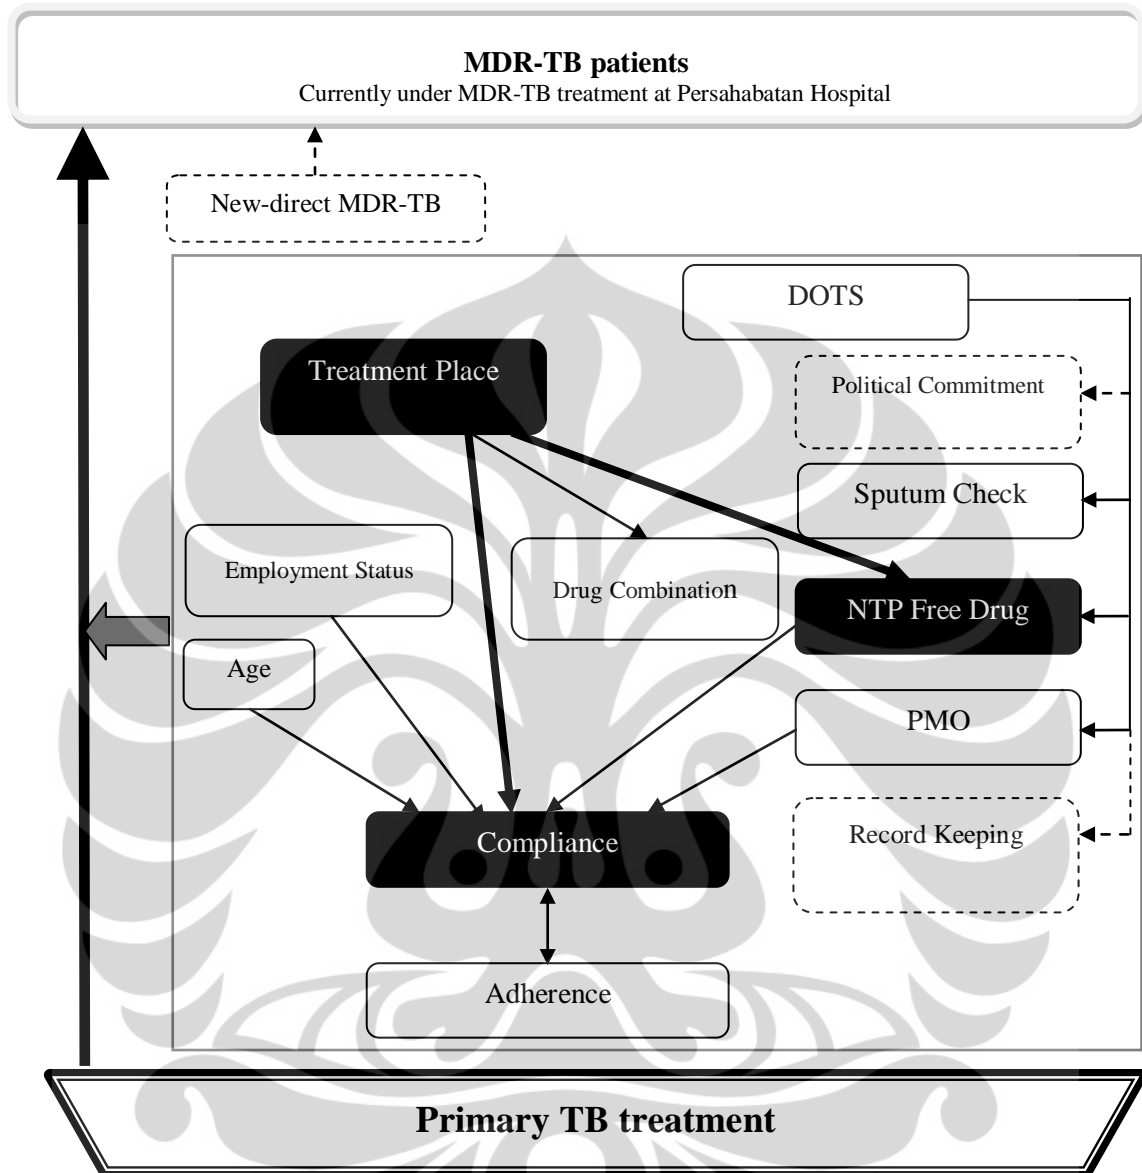 MDR-TB patients
Currently under MDR-TB treatment at Persahabatan Hospital
New-direct MDR-TB
DOTS
Treatment Place
Political Commitment
Sputum Check
Employment Status
Drug Combination
NTP Free Drug
Age
PMO
Compliance
Record Keeping
Adherence
Primary TB treatment